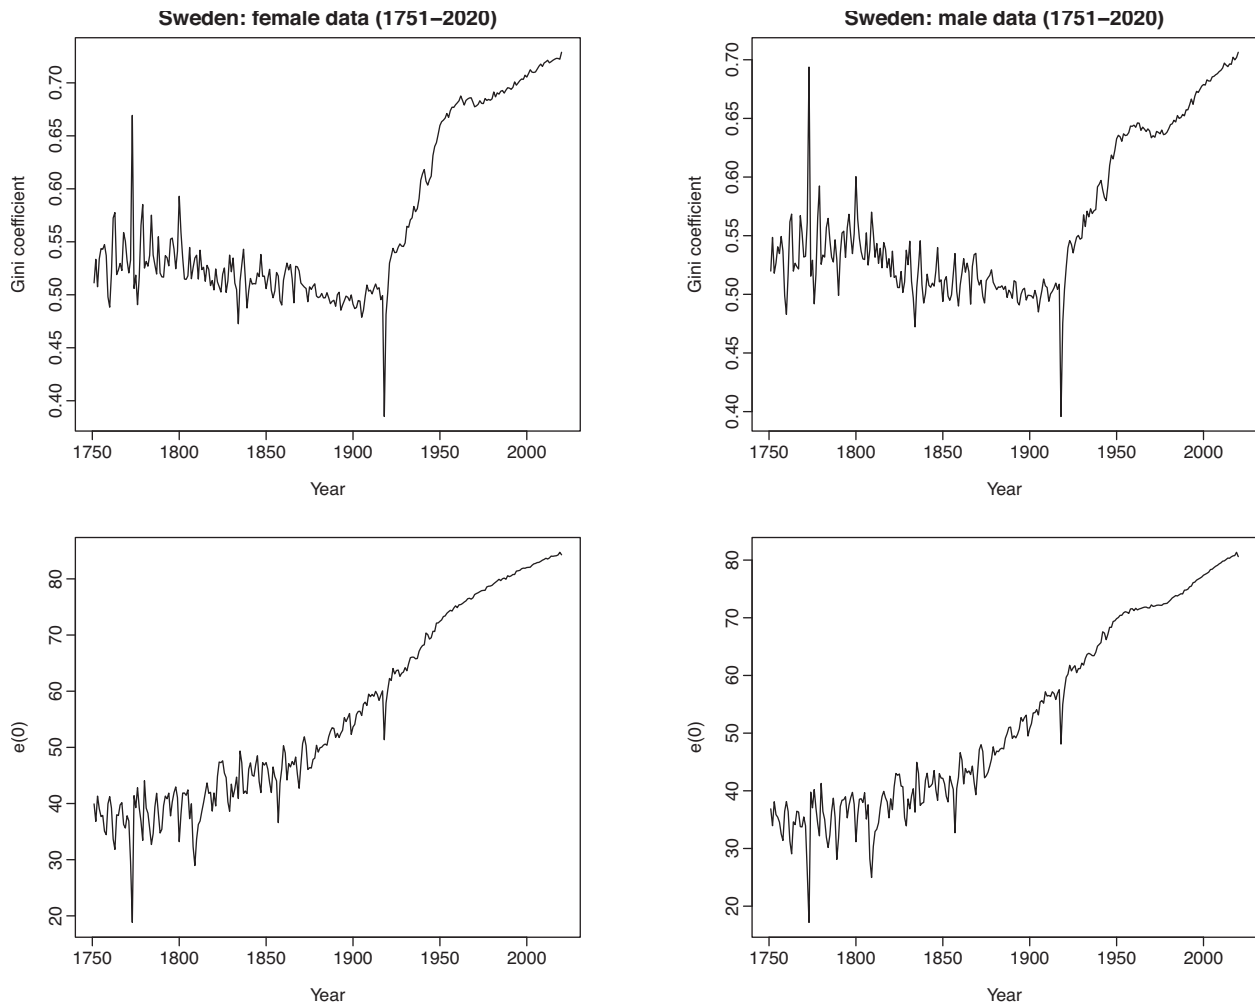 Sweden: female data (1751–2020)
Gini coefficient
0.70
0.65
0.60
0.55
0.50
0.45
0.40
1750 1800 1850 1900 1950 2000
Year
Sweden: male data (1751–2020)
Gini coefficient
0.70
0.65
0.60
0.55
0.50
0.45
0.40
1750 1800 1850 1900 1950 2000
Year
e(0)
80
70
60
50
40
30
20
1750 1800 1850 1900 1950 2000
Year
e(0)
80
70
60
50
40
30
20
1750 1800 1850 1900 1950 2000
Year